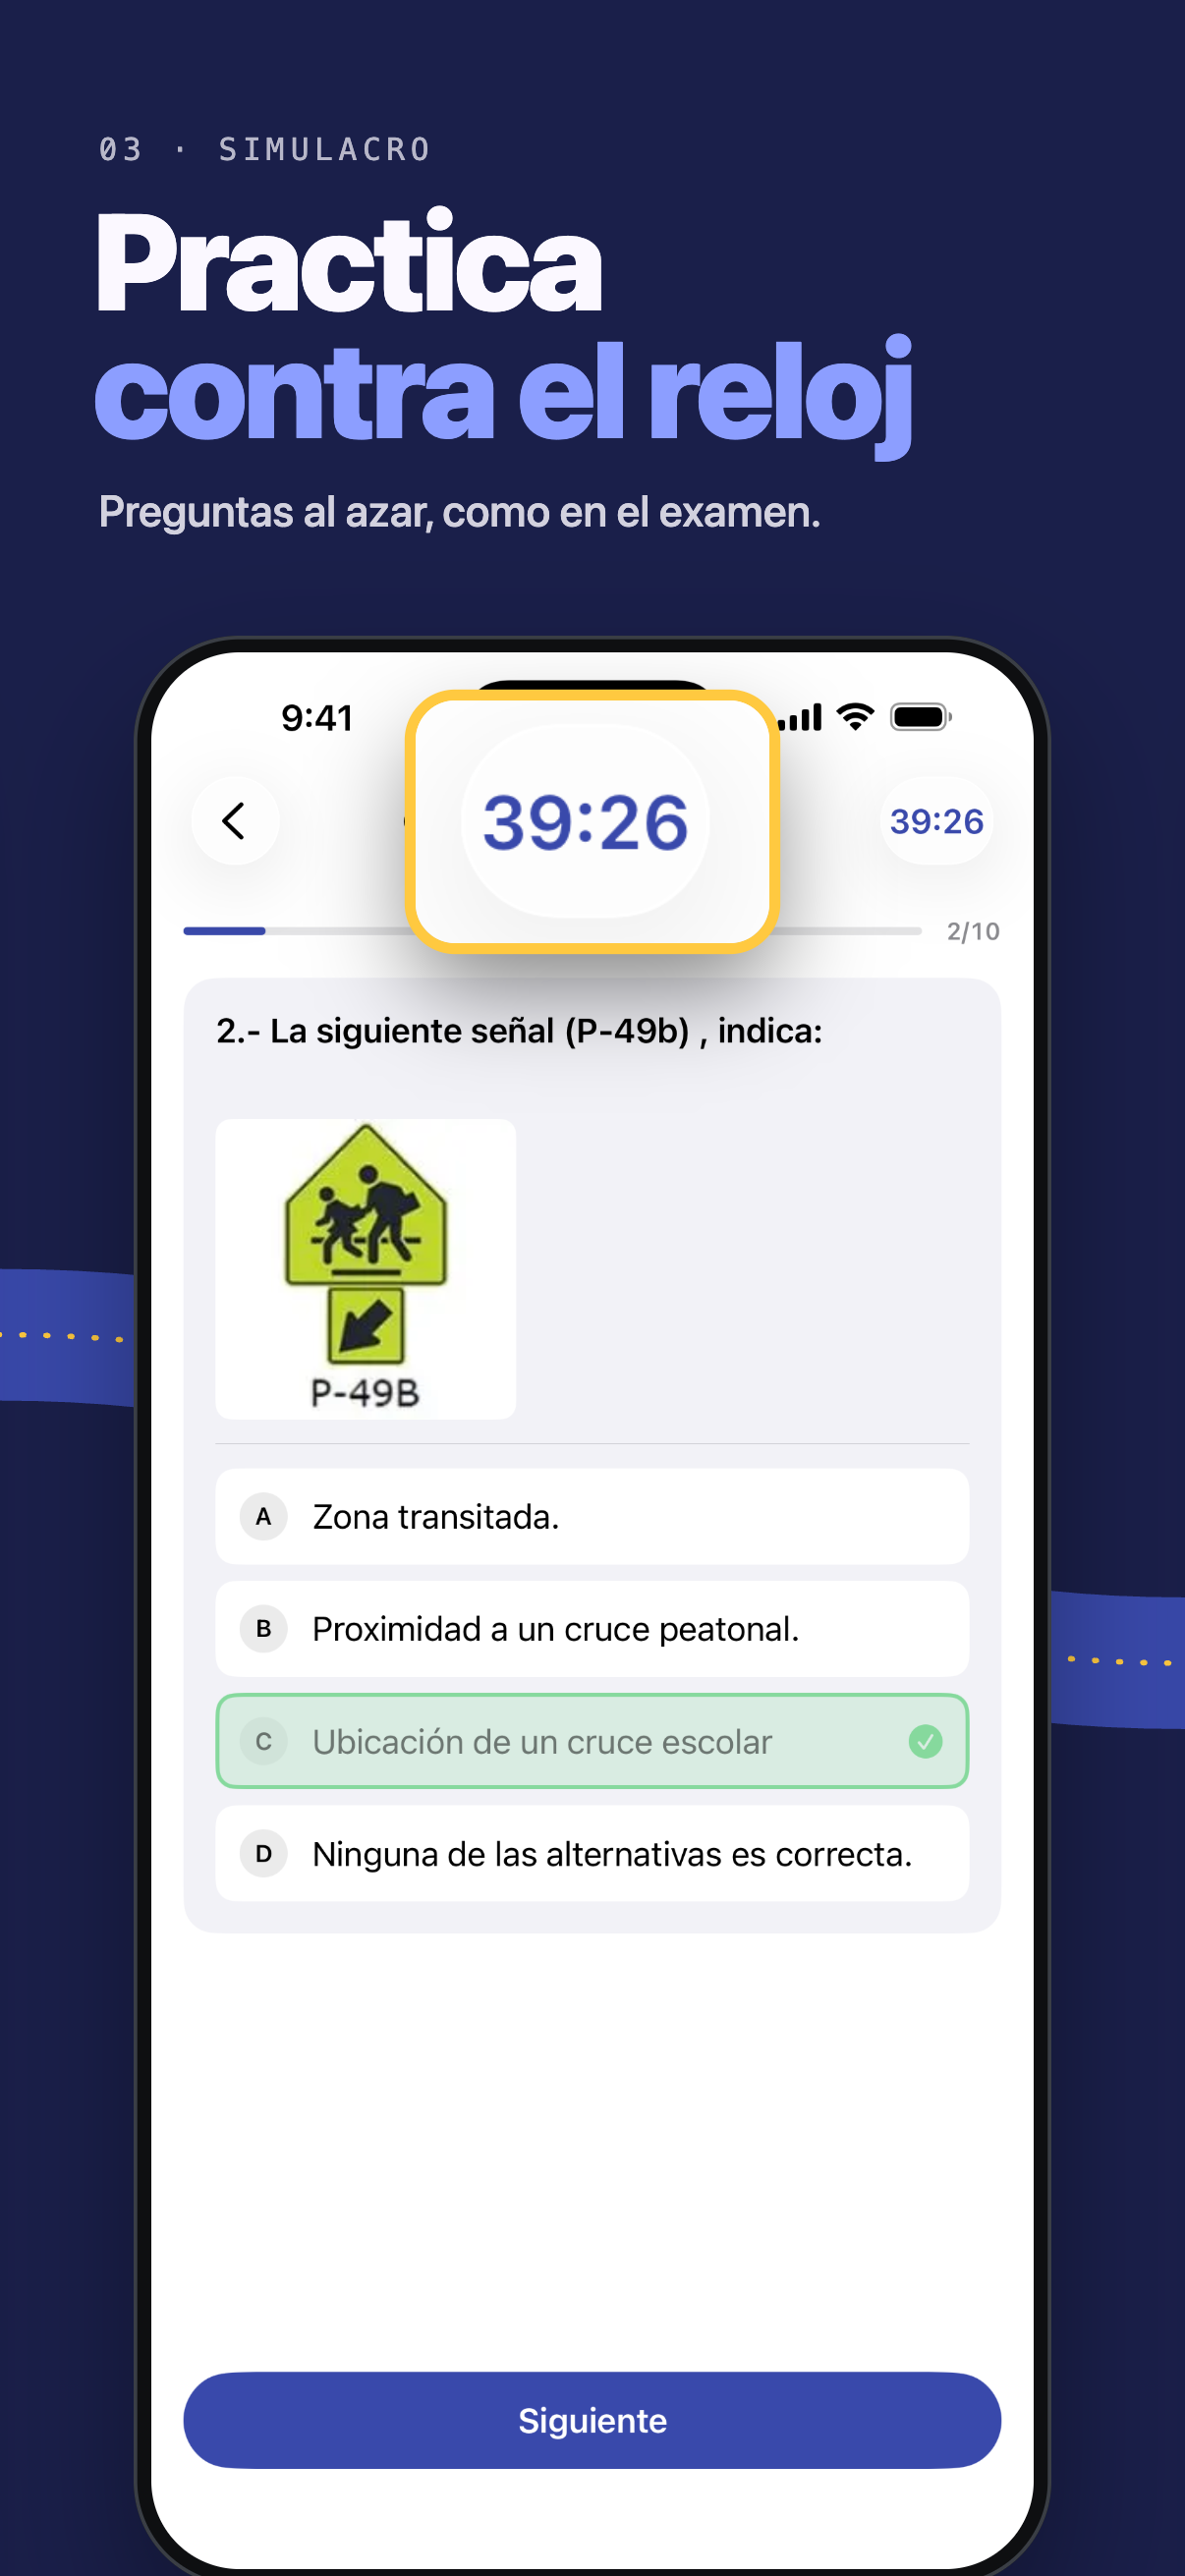 03 · SIMULACRO
Practica
contra el reloj
Preguntas al azar, como en el examen.
9:41
39:26
39:26
2/10
2.- La siguiente señal (P-49b) , indica:
P-49B
A Zona transitada.
B Proximidad a un cruce peatonal.
C Ubicación de un cruce escolar
D Ninguna de las alternativas es correcta.
Siguiente